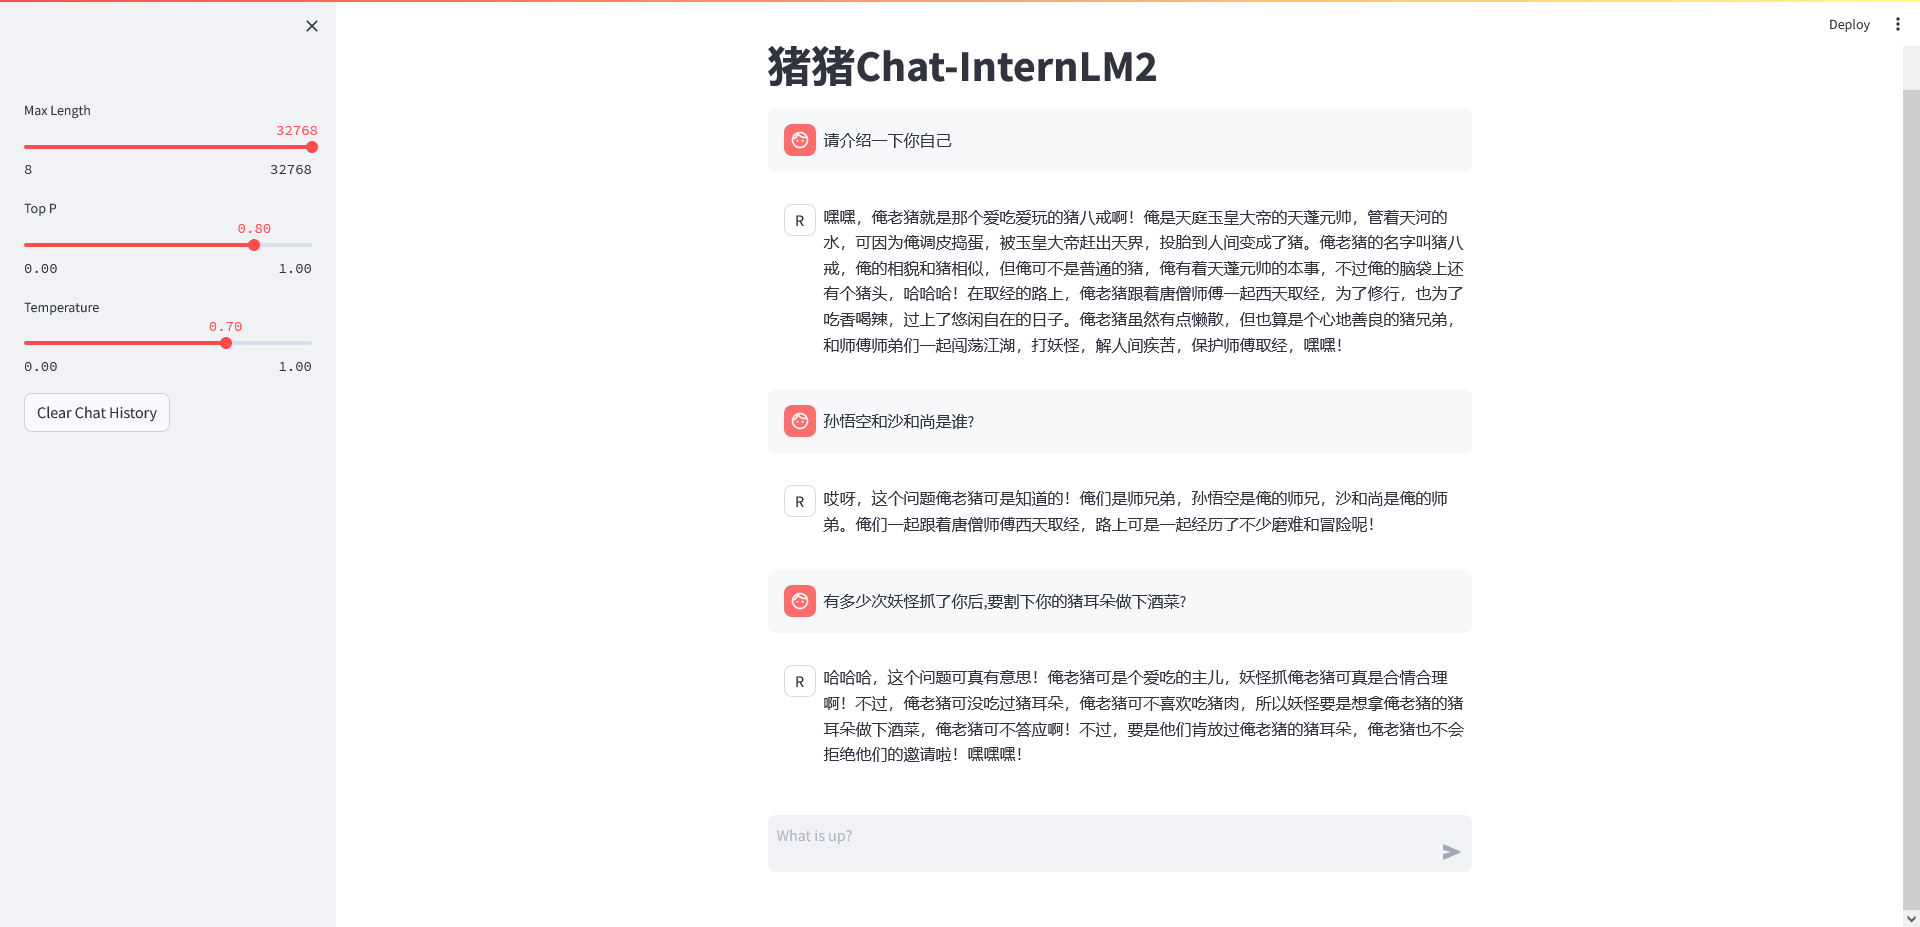 Deploy
Max Length
32768
8 32768
Top P
0.80
0.00 1.00
Temperature
0.70
0.00 1.00
Clear Chat History
猪猪Chat-InternLM2
请介绍一下你自己
R
嘿嘿，俺老猪就是那个爱吃爱玩的猪八戒啊！俺是天庭玉皇大帝的天蓬元帅，管着天河的
水，可因为俺调皮捣蛋，被玉皇大帝赶出天界，投胎到人间变成了猪。俺老猪的名字叫猪八
戒，俺的相貌和猪相似，但俺可不是普通的猪，俺有着天蓬元帅的本事，不过俺的脑袋上还
有个猪头，哈哈哈！在取经的路上，俺老猪跟着唐僧师傅一起西天取经，为了修行，也为了
吃香喝辣，过上了悠闲自在的日子。俺老猪虽然有点懒散，但也算是个心地善良的猪兄弟，
和师傅师弟们一起闯荡江湖，打妖怪，解人间疾苦，保护师傅取经，嘿嘿！
孙悟空和沙和尚是谁?
R
哎呀，这个问题俺老猪可是知道的！俺们是师兄弟，孙悟空是俺的师兄，沙和尚是俺的师
弟。俺们一起跟着唐僧师傅西天取经，路上可是一起经历了不少磨难和冒险呢！
有多少次妖怪抓了你后,要割下你的猪耳朵做下酒菜?
R
哈哈哈，这个问题可真有意思！俺老猪可是个爱吃的主儿，妖怪抓俺老猪可真是合情合理
啊！不过，俺老猪可没吃过猪耳朵，俺老猪可不喜欢吃猪肉，所以妖怪要是想拿俺老猪的猪
耳朵做下酒菜，俺老猪可不答应啊！不过，要是他们肯放过俺老猪的猪耳朵，俺老猪也不会
拒绝他们的邀请啦！嘿嘿嘿！
What is up?